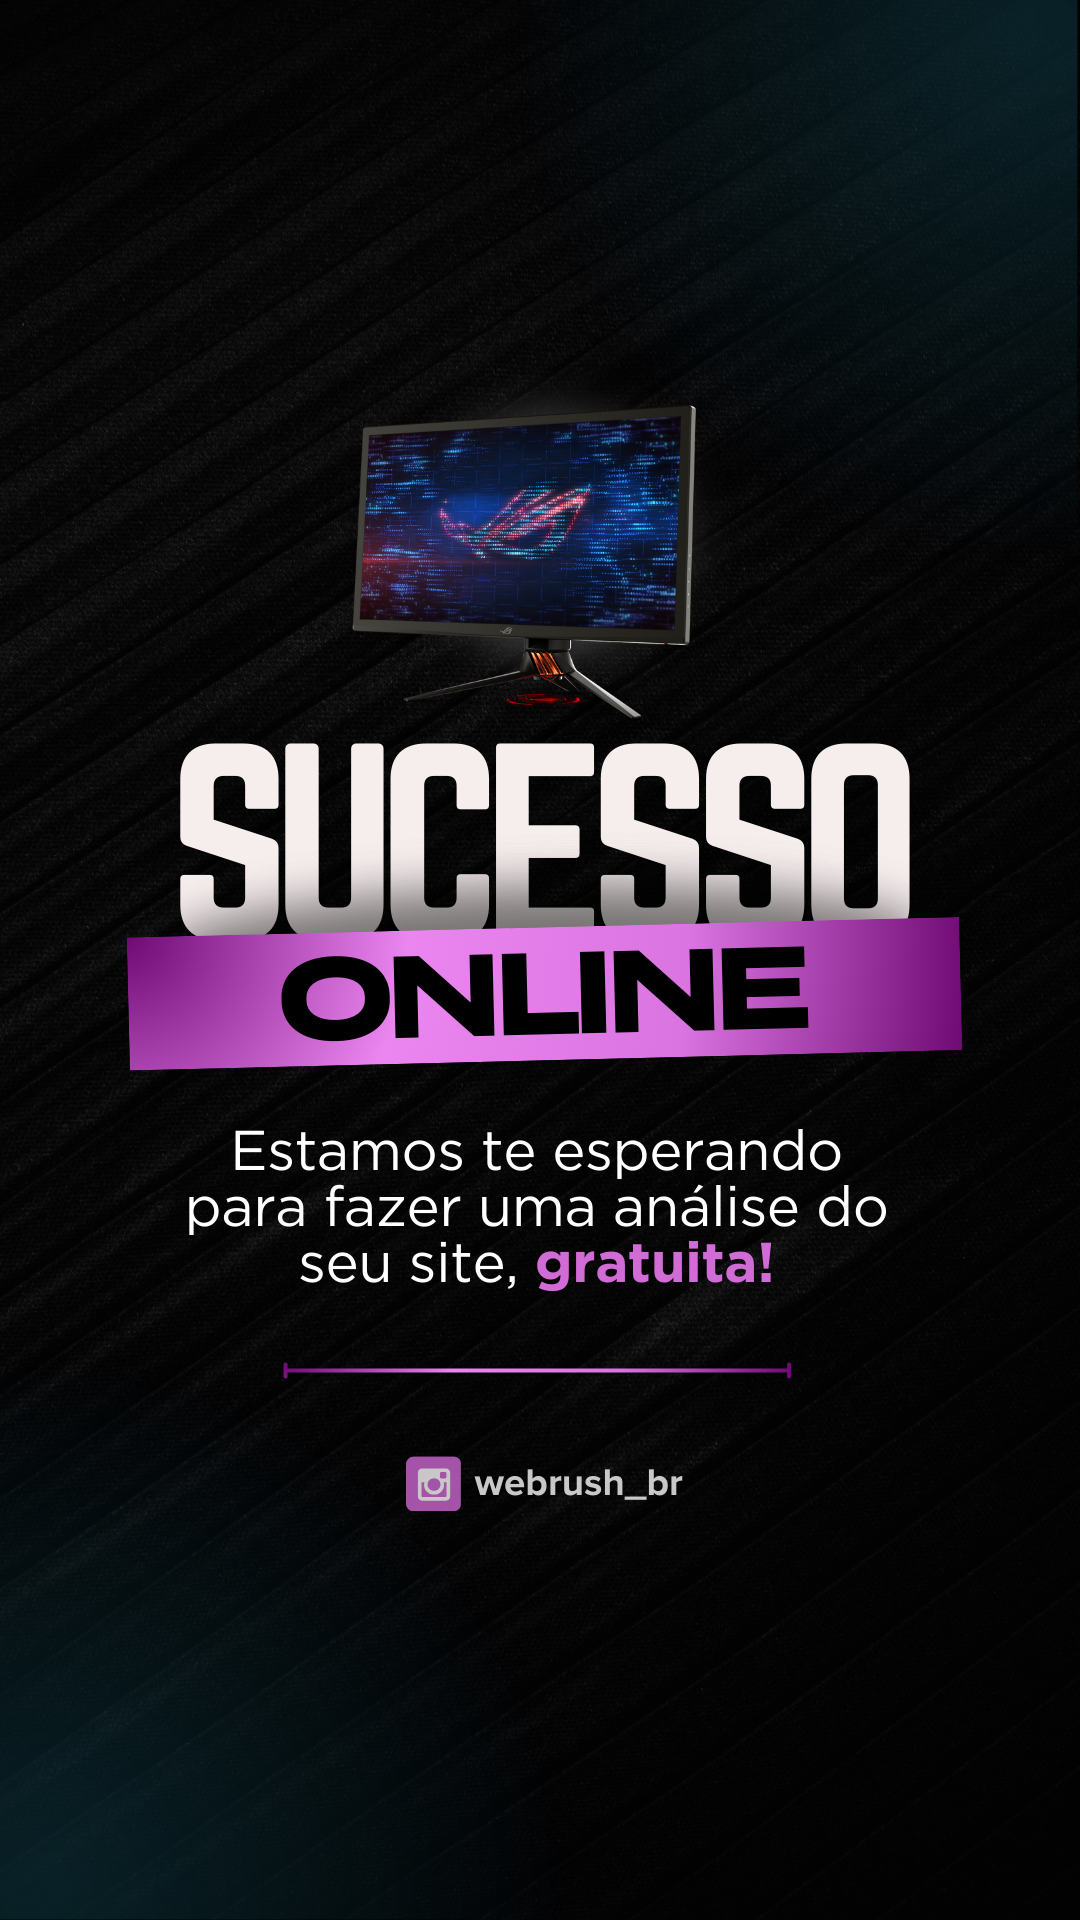 SUCESSO
ONLINE
Estamos te esperando
para fazer uma análise do
seu site, gratuita!
webrush_br